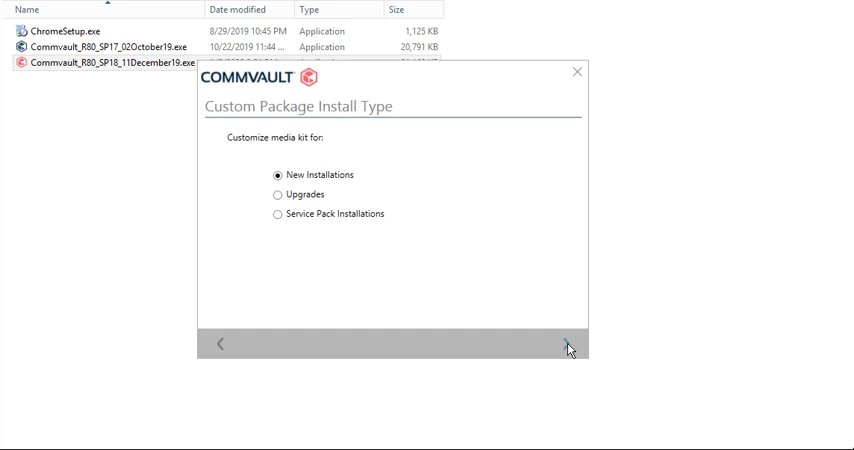 Name Date modified Type Size
ChromeSetup.exe 8/29/2019 10:45 PM Application 1,125 KB
Commvault_R80_SP17_02October19.exe 10/22/2019 11:44 ... Application 20,791 KB
Commvault_R80_SP18_11December19.exe
COMMVAULT
Custom Package Install Type
Customize media kit for:
New Installations
Upgrades
Service Pack Installations